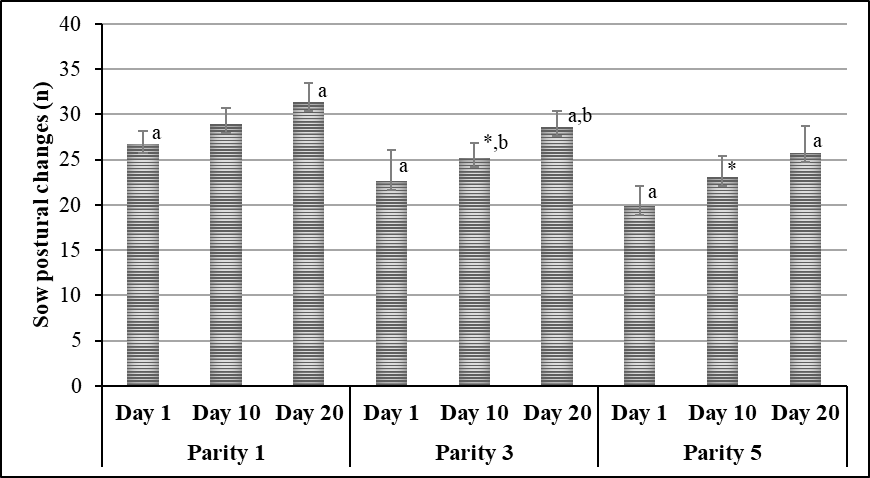 Sow postural changes (n)
40
35
30
25
20
15
10
5
0
a
a
a
*,b
a,b
a
*
a
Day 1 Day 10 Day 20 Day 1 Day 10 Day 20 Day 1 Day 10 Day 20
Parity 1 Parity 3 Parity 5